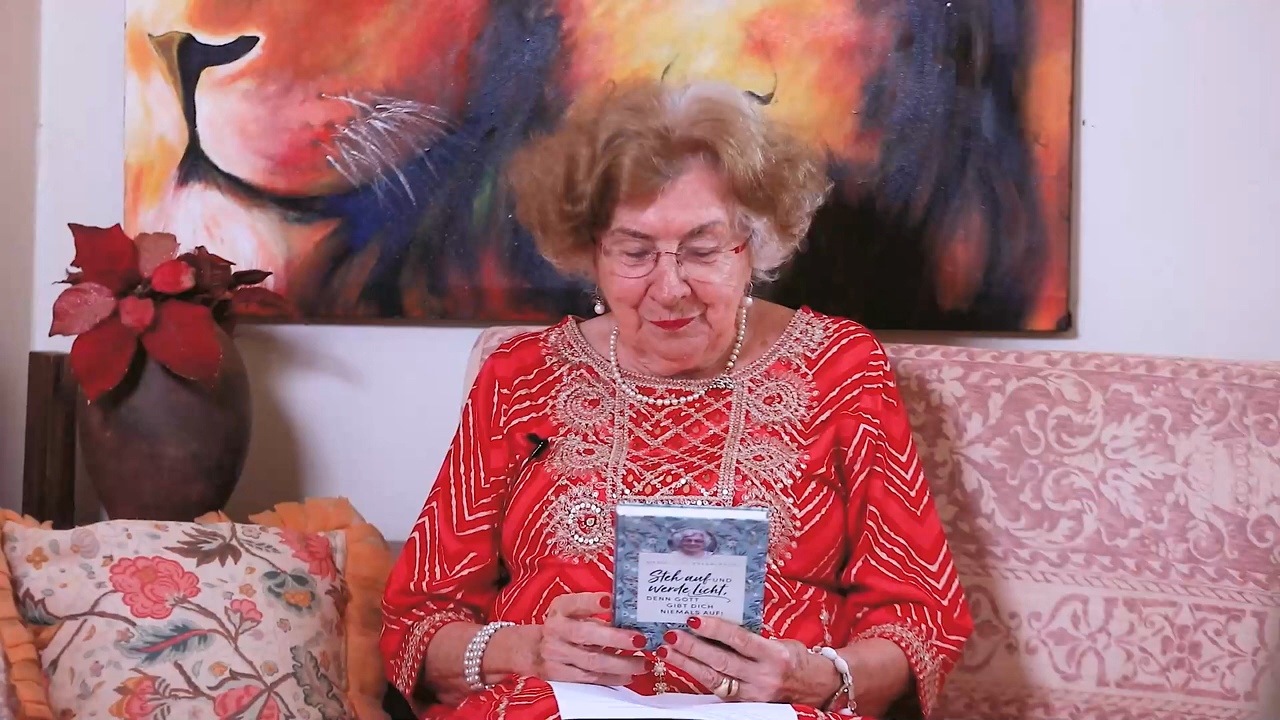 Steh auf UND
werde Licht,
DENN GOTT
GIBT DICH
NIEMALS AUF!